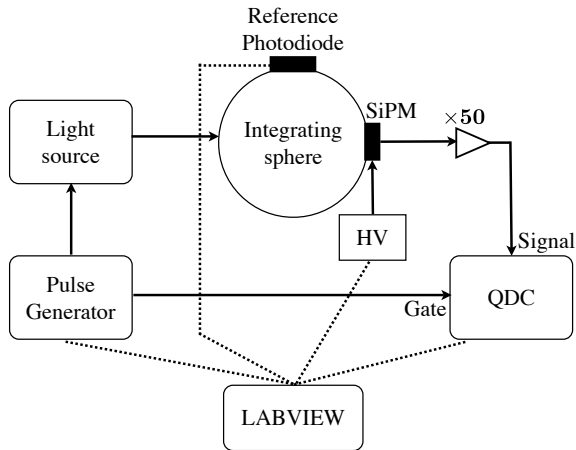 Reference
Photodiode
SiPM
×50
Light
source
Integrating
sphere
HV
Signal
Pulse
Generator
Gate
QDC
LABVIEW